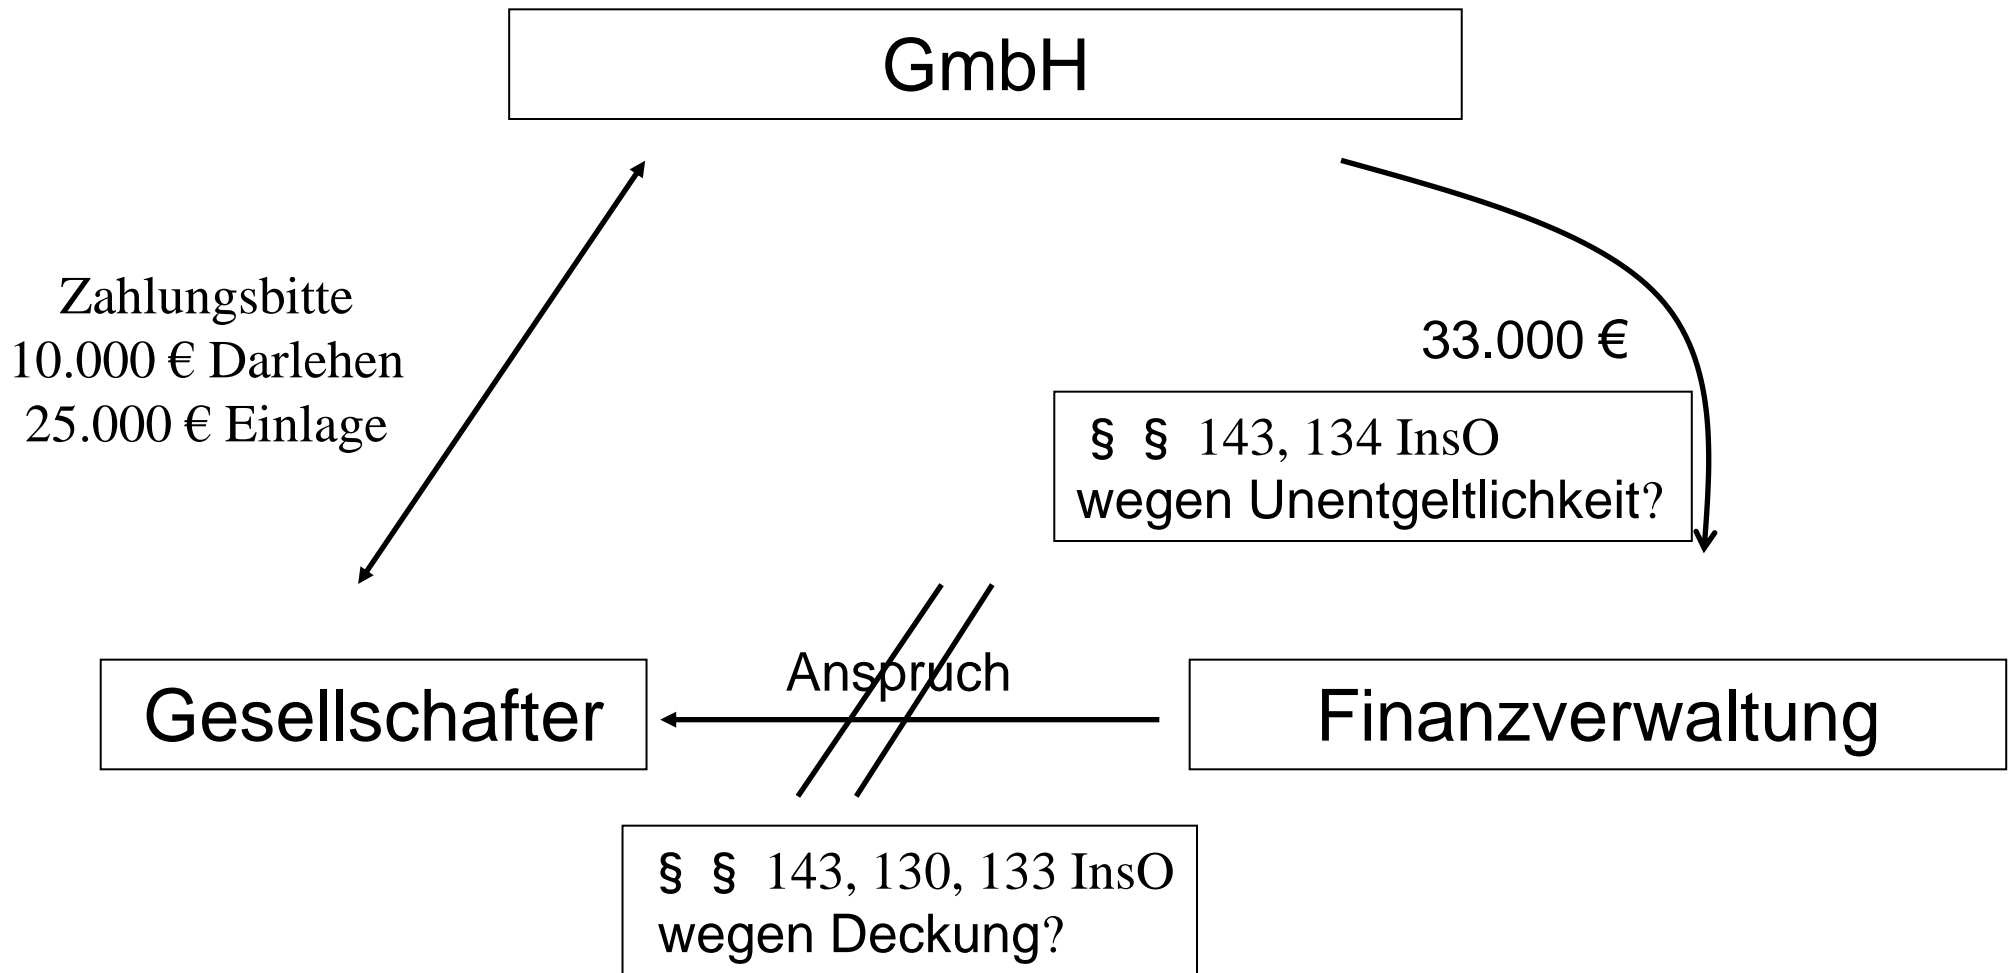 GmbH
Zahlungsbitte
10.000 € Darlehen
25.000 € Einlage
33.000 €
§ § 143, 134 InsO
wegen Unentgeltlichkeit?
Anspruch
Gesellschafter
Finanzverwaltung
§ § 143, 130, 133 InsO
wegen Deckung?